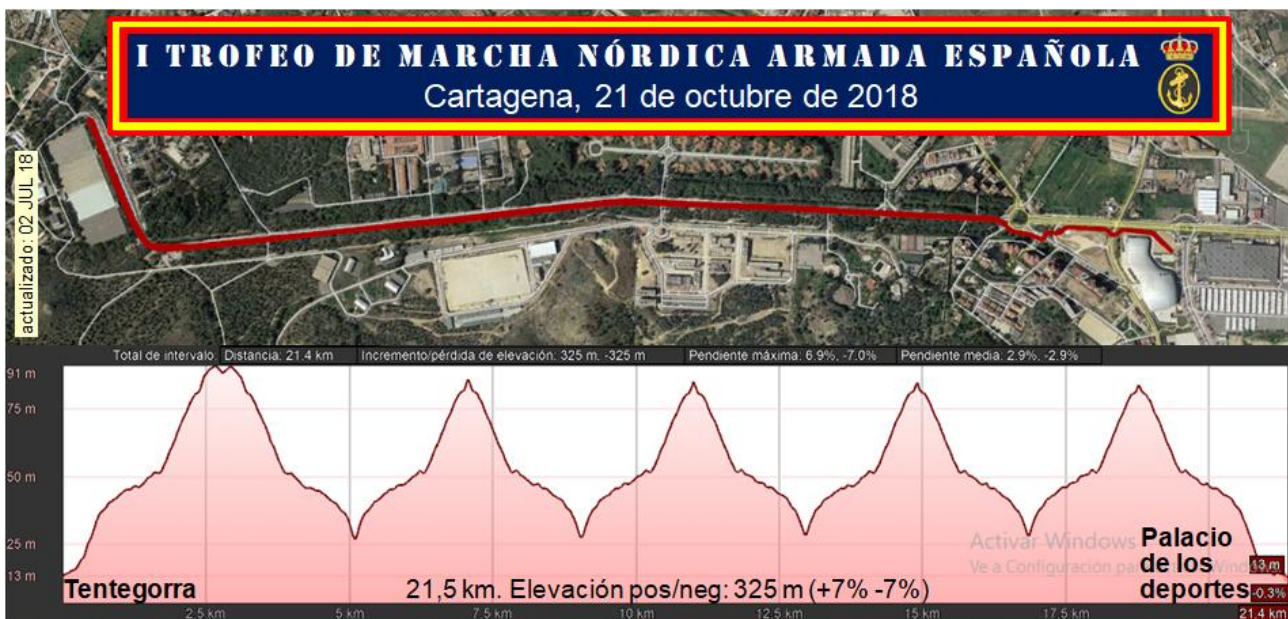 I TROFEO DE MARCHA NÓRDICA ARMADA ESPAÑOLA
Cartagena, 21 de octubre de 2018
actualizado: 02 JUL 18
Total de intervalo: Distancia: 21.4 km Incremento/pérdida de elevación: 325 m. -325 m Pendiente máxima: 6.9%, -7.0% Pendiente media: 2.9%, -2.9%
91 m
75 m
50 m
25 m
13 m
Activar Windows
Ve a Configuración para
Palacio
de los
deportes
13 m
-0.3%
Tentegorra
21,5 km. Elevación pos/neg: 325 m (+7% -7%)
2.5 km 5 km 7.5 km 10 km 12.5 km 15 km 17.5 km 21.4 km